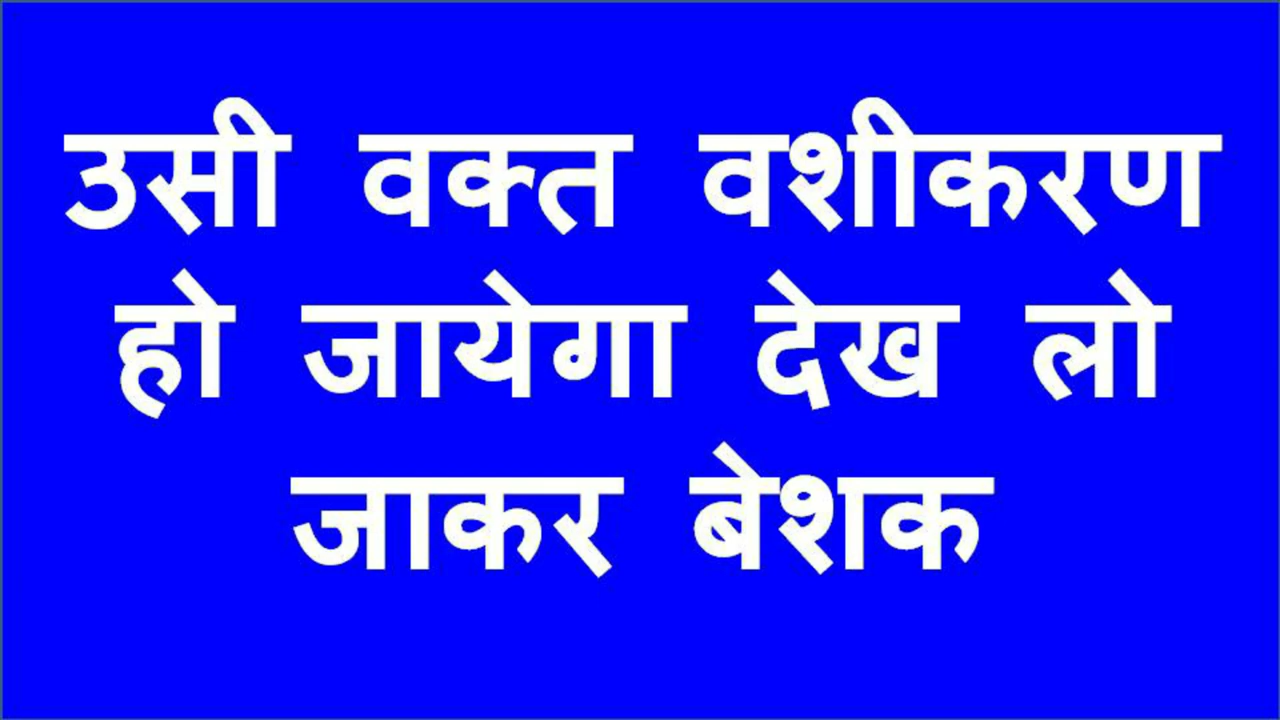 उसी वक्त वशीकरण
हो जायेगा देख लो
जाकर बेशक